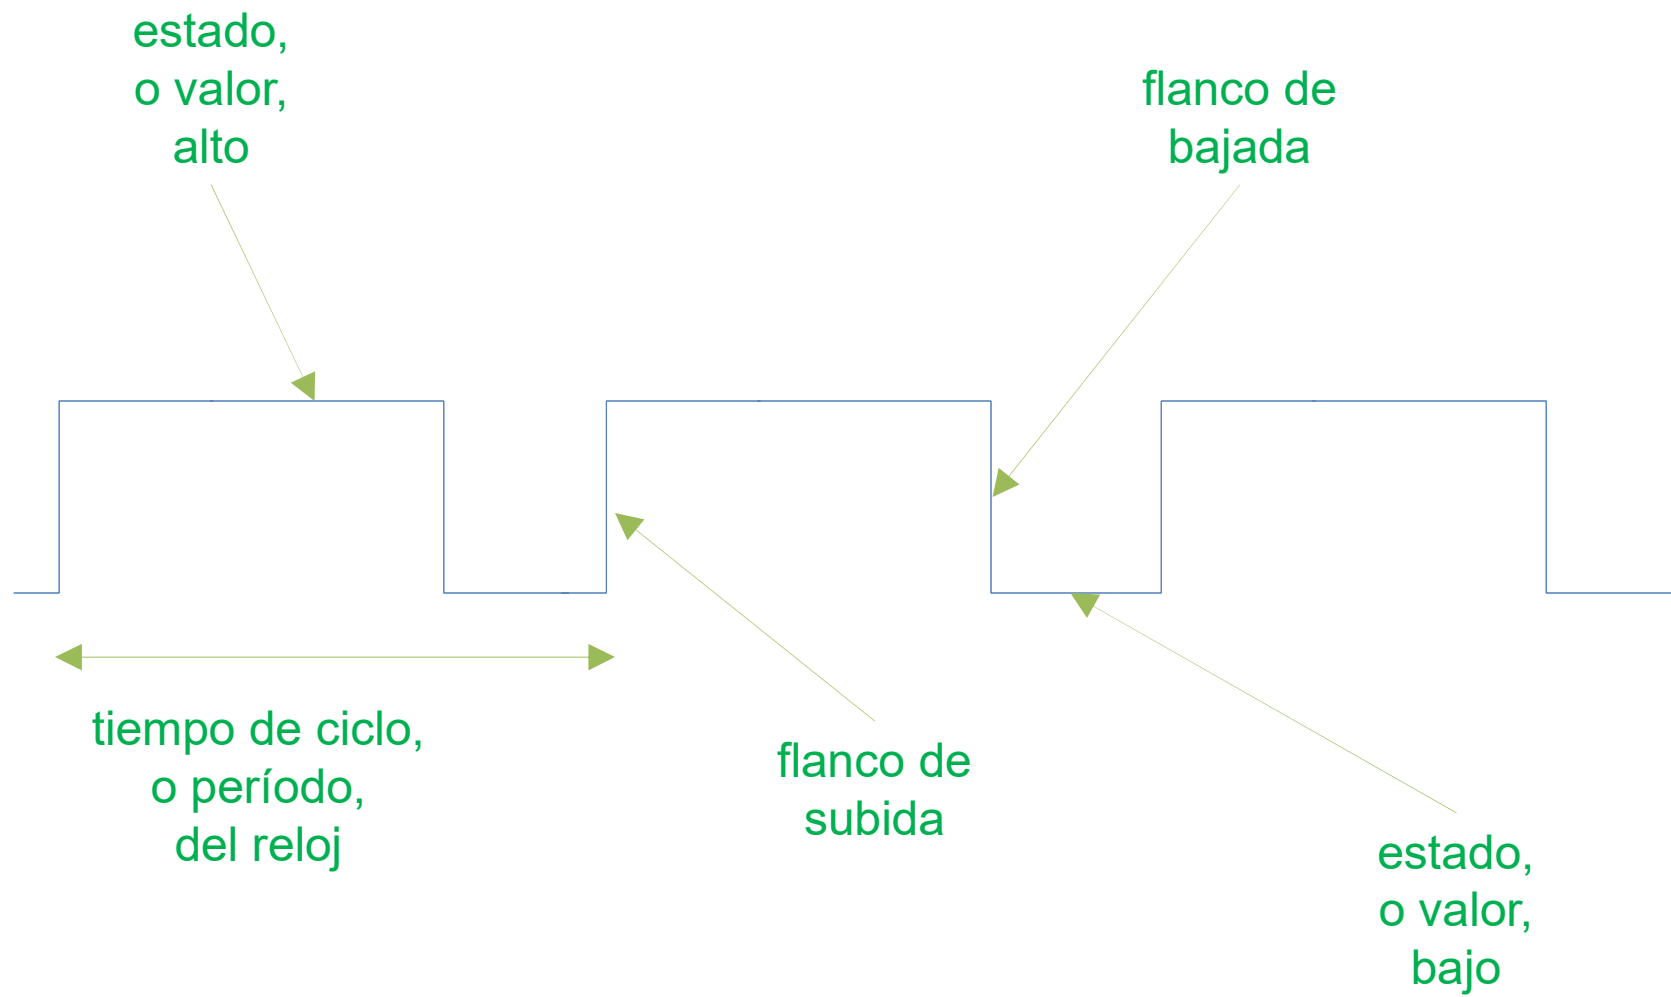 estado,
o valor,
alto
flanco de
bajada
tiempo de ciclo,
o período,
del reloj
flanco de
subida
estado,
o valor,
bajo